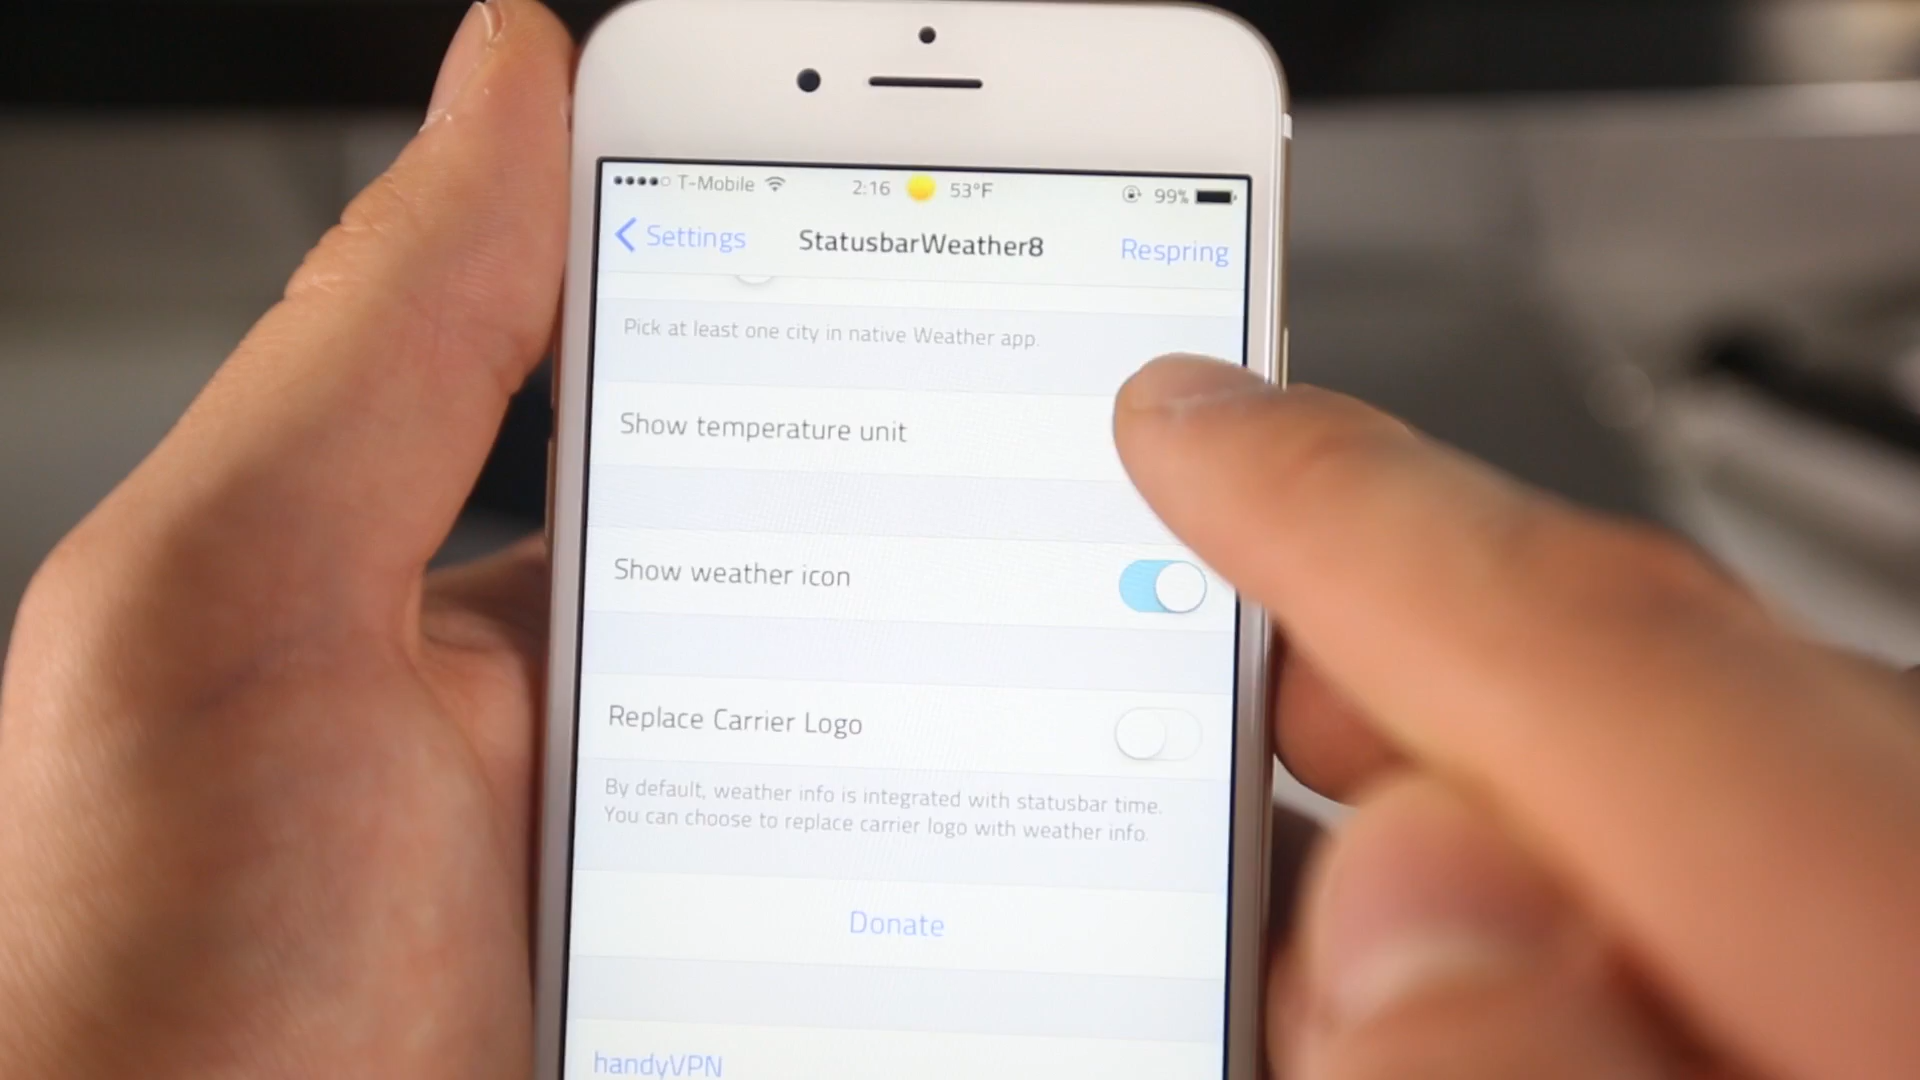 T-Mobile 2:16 53°F 99%
Settings StatusbarWeather8 Respring
Pick at least one city in native Weather app.
Show temperature unit
Show weather icon
Replace Carrier Logo
By default, weather info is integrated with statusbar time.
You can choose to replace carrier logo with weather info.
Donate
handyVPN